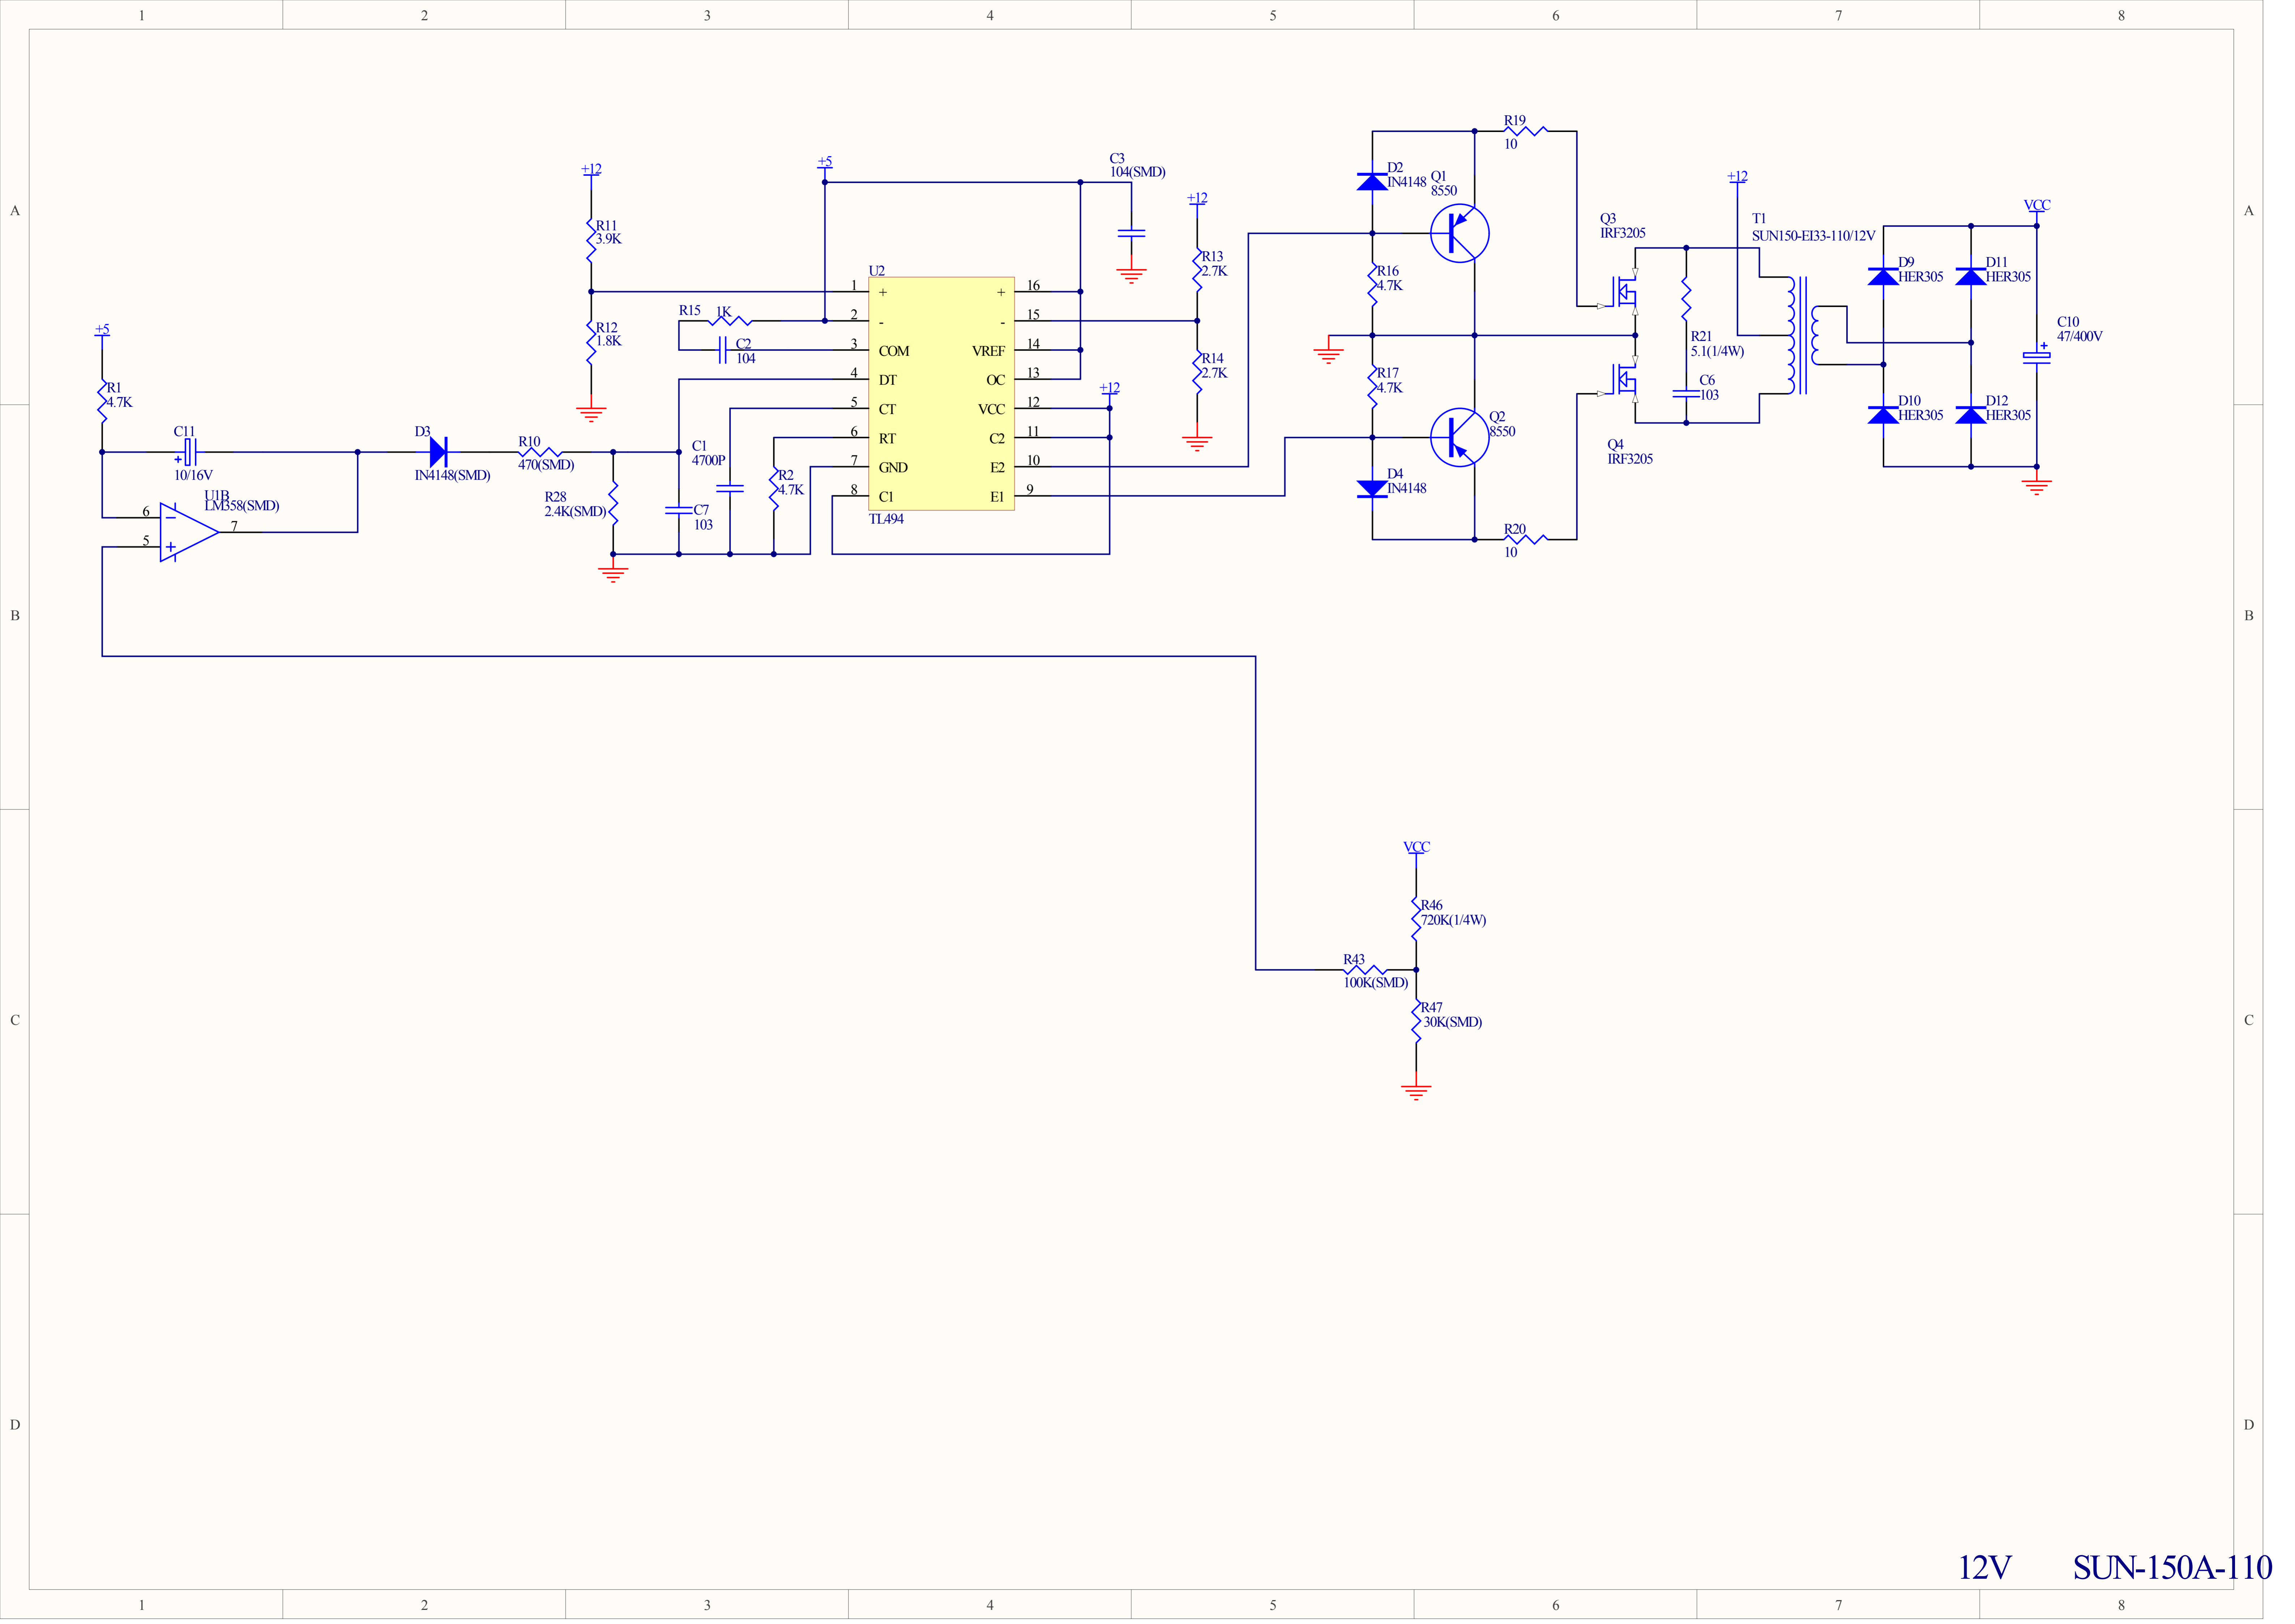 1 2 3 4 5 6 7 8
A A
B B
C C
D D
+5
R1
4.7K
C11
10/16V
U1B
LM358(SMD)
6
5
7
D3
IN4148(SMD)
R10
470(SMD)
R28
2.4K(SMD)
+12
R11
3.9K
R12
1.8K
R15 1K
C2
104
C1
4700P
C7
103
R2
4.7K
+5
U2
1 + + 16
2 - - 15
3 COM VREF 14
4 DT OC 13
5 CT VCC 12
6 RT C2 11
7 GND E2 10
8 C1 E1 9
TL494
C3
104(SMD)
+12
R13
2.7K
R14
2.7K
+12
D2
IN4148
Q1
8550
R16
4.7K
R17
4.7K
D4
IN4148
Q2
8550
R19
10
R20
10
Q3
IRF3205
Q4
IRF3205
R21
5.1(1/4W)
C6
103
+12
T1
SUN150-EI33-110/12V
D9
HER305
D11
HER305
D10
HER305
D12
HER305
VCC
C10
47/400V
VCC
R46
720K(1/4W)
R43
100K(SMD)
R47
30K(SMD)
12V SUN-150A-110
1 2 3 4 5 6 7 8